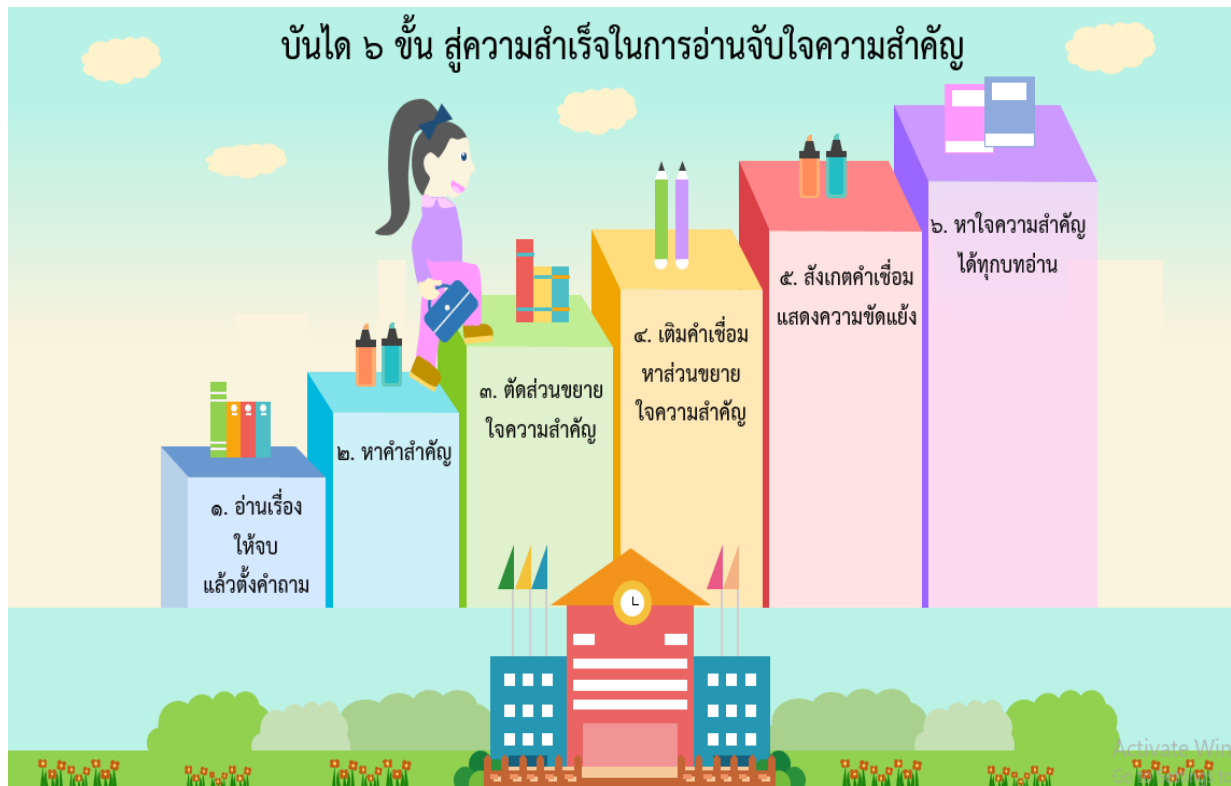 บันได ๖ ขั้น สู่ความสำเร็จในการอ่านจับใจความสำคัญ
๑. อ่านเรื่อง
ให้จบ
แล้วตั้งคำถาม
๒. หาคำสำคัญ
๓. ตัดส่วนขยาย
ใจความสำคัญ
๔. เติมคำเชื่อม
หาส่วนขยาย
ใจความสำคัญ
๕. สังเกตคำเชื่อม
แสดงความขัดแย้ง
๖. หาใจความสำคัญ
ได้ทุกบทอ่าน
Activate Win